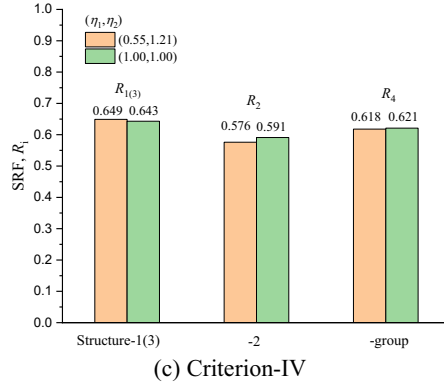 (η₁,η₂)
(0.55,1.21)
(1.00,1.00)
1.0
0.9
0.8
0.7
0.6
0.5
0.4
0.3
0.2
0.1
0.0
SRF, Rᵢ
R₁₍₃₎
0.649 0.643
R₂
0.576 0.591
R₄
0.618 0.621
Structure-1(3) -2 -group
(c) Criterion-IV